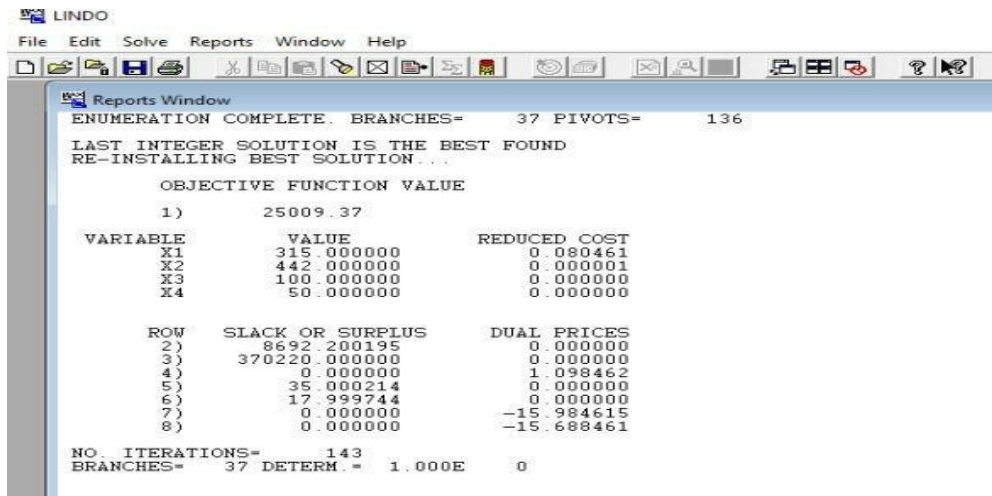 LINDO
File Edit Solve Reports Window Help
Reports Window
ENUMERATION COMPLETE. BRANCHES= 37 PIVOTS= 136
LAST INTEGER SOLUTION IS THE BEST FOUND
RE-INSTALLING BEST SOLUTION...
OBJECTIVE FUNCTION VALUE
1) 25009.37
VARIABLE VALUE REDUCED COST
X1 315.000000 0.080461
X2 442.000000 0.000001
X3 100.000000 0.000000
X4 50.000000 0.000000
ROW SLACK OR SURPLUS DUAL PRICES
2) 8692.200195 0.000000
3) 370220.000000 0.000000
4) 0.000000 1.098462
5) 35.000214 0.000000
6) 17.999744 0.000000
7) 0.000000 -15.984615
8) 0.000000 -15.688461
NO. ITERATIONS= 143
BRANCHES= 37 DETERM.= 1.000E 0